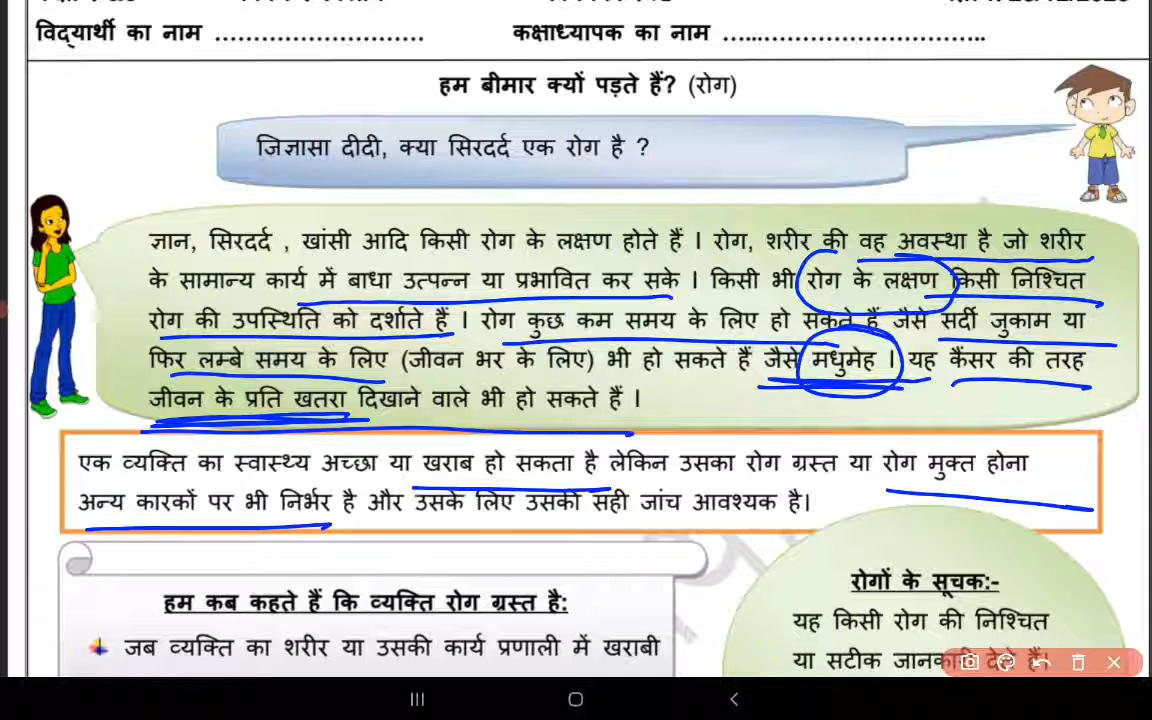 विद्यार्थी का नाम ............................ कक्षाध्यापक का नाम .......................................
हम बीमार क्यों पड़ते हैं? (रोग)
जिज्ञासा दीदी, क्या सिरदर्द एक रोग है ?
ज्ञान, सिरदर्द , खांसी आदि किसी रोग के लक्षण होते हैं । रोग, शरीर की वह अवस्था है जो शरीर
के सामान्य कार्य में बाधा उत्पन्न या प्रभावित कर सके । किसी भी रोग के लक्षण किसी निश्चित
रोग की उपस्थिति को दर्शाते हैं । रोग कुछ कम समय के लिए हो सकते हैं जैसे सर्दी जुकाम या
फिर लम्बे समय के लिए (जीवन भर के लिए) भी हो सकते हैं जैसे मधुमेह । यह कैंसर की तरह
जीवन के प्रति खतरा दिखाने वाले भी हो सकते हैं ।
एक व्यक्ति का स्वास्थ्य अच्छा या खराब हो सकता है लेकिन उसका रोग ग्रस्त या रोग मुक्त होना
अन्य कारकों पर भी निर्भर है और उसके लिए उसकी सही जांच आवश्यक है।
हम कब कहते हैं कि व्यक्ति रोग ग्रस्त है:
जब व्यक्ति का शरीर या उसकी कार्य प्रणाली में खराबी
रोगों के सूचक:-
यह किसी रोग की निश्चित
या सटीक जानकारी देते हैं।